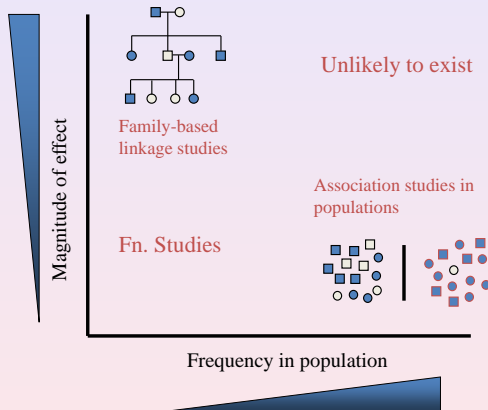 Unlikely to exist
Family-based
linkage studies
Magnitude of effect
Association studies in
populations
Fn. Studies
Frequency in population